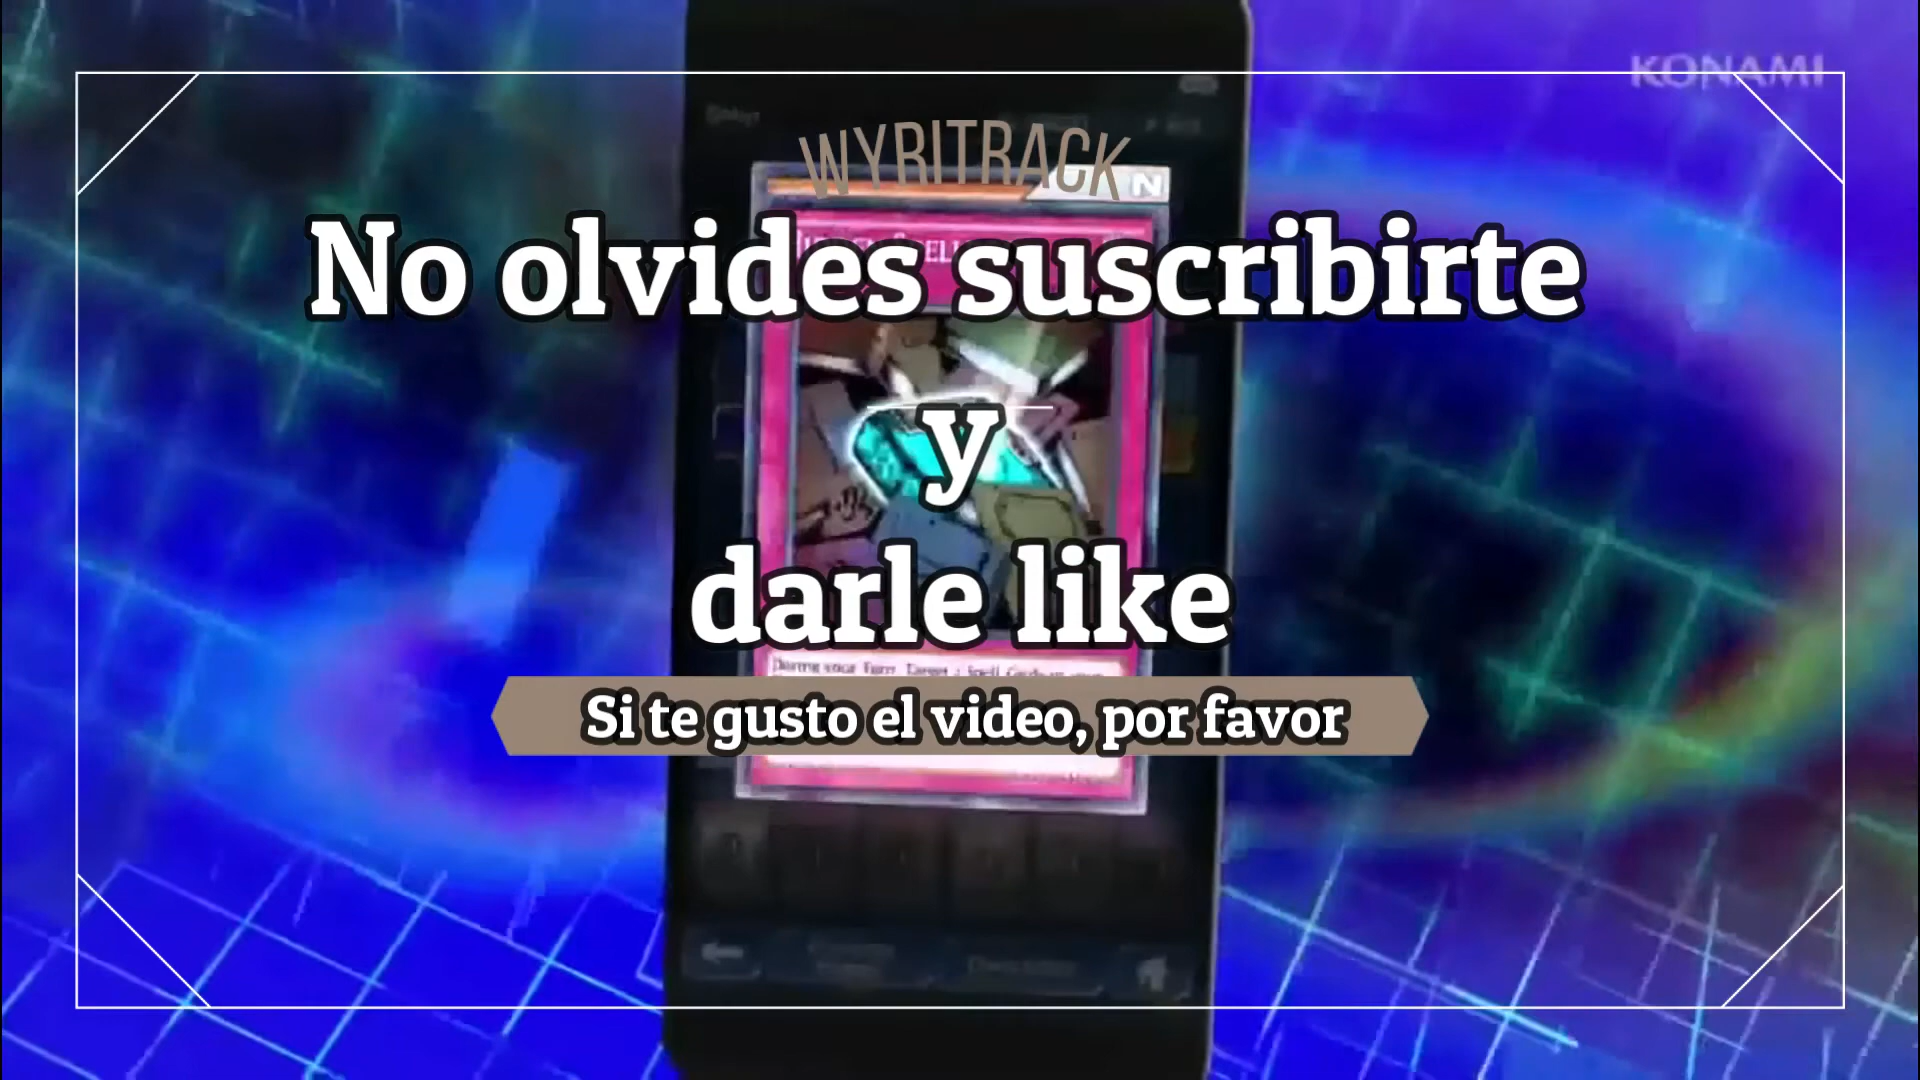 KONAMI
WYRITRACK
N
No olvides suscribirte
y
darle like
Si te gusto el video, por favor